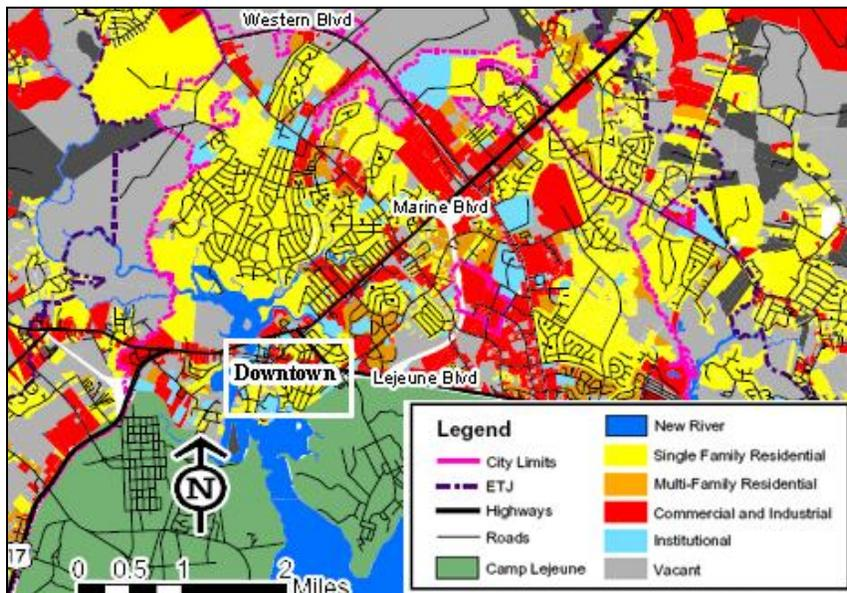 Western Blvd
Marine Blvd
Downtown
Lejeune Blvd
Legend
City Limits
ETJ
Highways
Roads
Camp Lejeune
New River
Single Family Residential
Multi-Family Residential
Commercial and Industrial
Institutional
Vacant
N
17
0 0.5 1 2
Miles